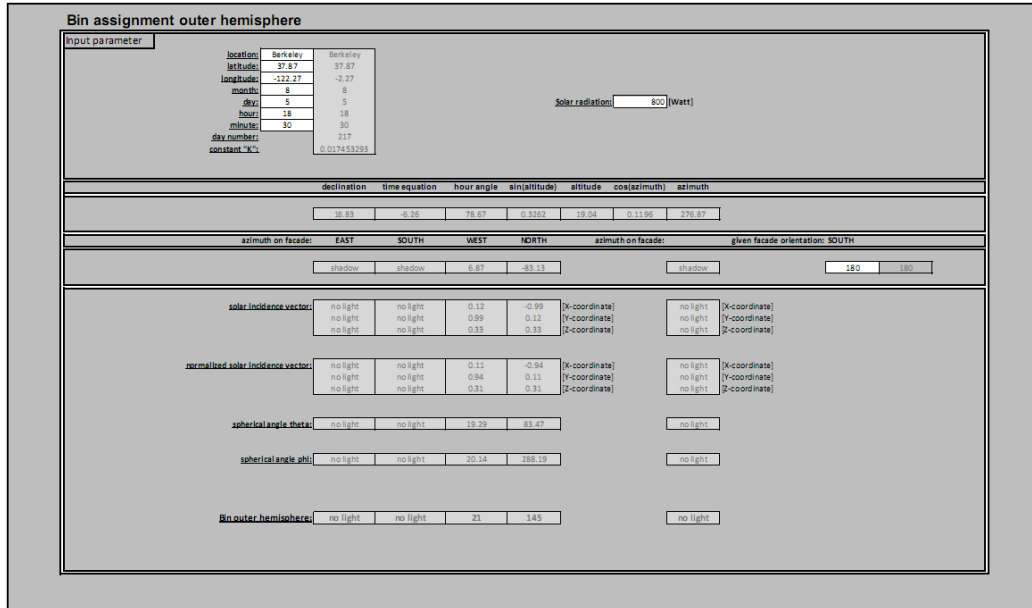 Bin assignment outer hemisphere
Input parameter
location: Berkeley Berkeley
latitude: 37.87 37.87
longitude: -122.27 -2.27
month: 8 8
day: 5 5
Solar radiation: 800 [Watt]
hour: 18 18
minute: 30 30
day number: 217
constant "K": 0.017453293
declination time equation hour angle sin(altitude) altitude cos(azimuth) azimuth
16.83 -6.26 78.67 0.3262 19.04 0.1196 276.87
azimuth on facade: EAST SOUTH WEST NORTH azimuth on facade: given facade orientation: SOUTH
shadow shadow 6.87 -83.13 shadow 180 180
solar incidence vector: no light no light 0.12 -0.99 [X-coordinate] no light [X-coordinate]
no light no light 0.99 0.12 [Y-coordinate] no light [Y-coordinate]
no light no light 0.33 0.33 [Z-coordinate] no light [Z-coordinate]
normalized solar incidence vector: no light no light 0.11 -0.94 [X-coordinate] no light [X-coordinate]
no light no light 0.94 0.11 [Y-coordinate] no light [Y-coordinate]
no light no light 0.31 0.31 [Z-coordinate] no light [Z-coordinate]
spherical angle theta: no light no light 19.29 83.47 no light
spherical angle phi: no light no light 20.14 288.19 no light
Bin outer hemisphere: no light no light 21 145 no light